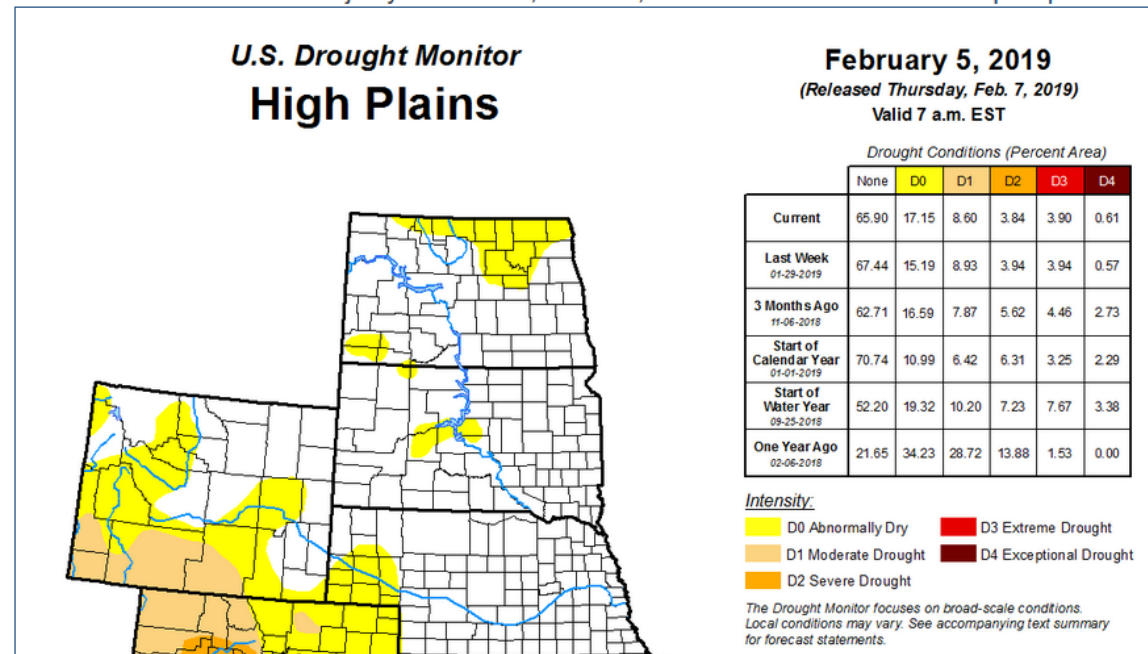 U.S. Drought Monitor
High Plains
February 5, 2019
(Released Thursday, Feb. 7, 2019)
Valid 7 a.m. EST
Drought Conditions (Percent Area)
None D0 D1 D2 D3 D4
Current 65.90 17.15 8.60 3.84 3.90 0.61
Last Week 67.44 15.19 8.93 3.94 3.94 0.57
01-29-2019
3 Months Ago 62.71 16.59 7.87 5.62 4.46 2.73
11-06-2018
Start of
Calendar Year 70.74 10.99 6.42 6.31 3.25 2.29
01-01-2019
Start of
Water Year 52.20 19.32 10.20 7.23 7.67 3.38
09-25-2018
One Year Ago 21.65 34.23 28.72 13.88 1.53 0.00
02-06-2018
Intensity:
D0 Abnormally Dry D3 Extreme Drought
D1 Moderate Drought D4 Exceptional Drought
D2 Severe Drought
The Drought Monitor focuses on broad-scale conditions.
Local conditions may vary. See accompanying text summary
for forecast statements.